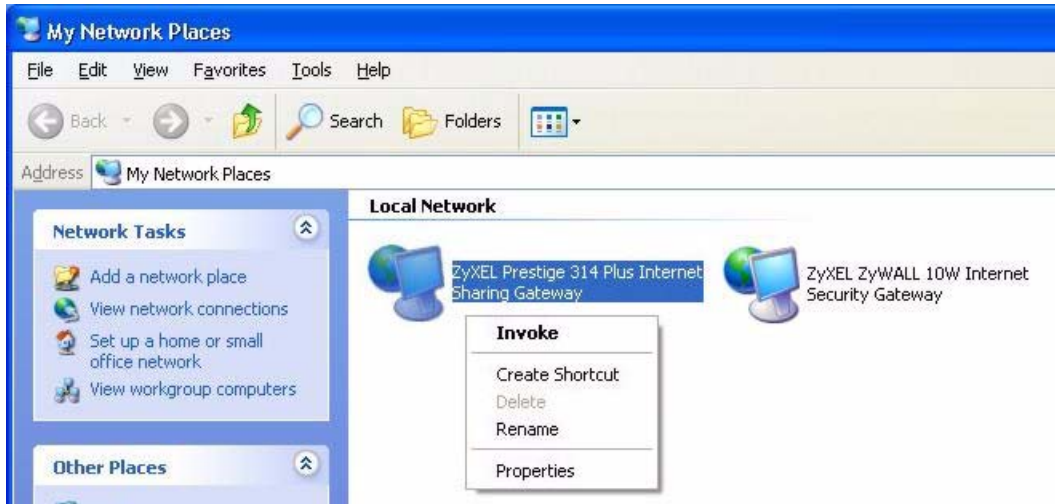 My Network Places
File Edit View Favorites Tools Help
Back Search Folders
Address My Network Places
Network Tasks
Add a network place
View network connections
Set up a home or small
office network
View workgroup computers
Other Places
Local Network
ZyXEL Prestige 314 Plus Internet
Sharing Gateway
ZyXEL ZyWALL 10W Internet
Security Gateway
Invoke
Create Shortcut
Delete
Rename
Properties